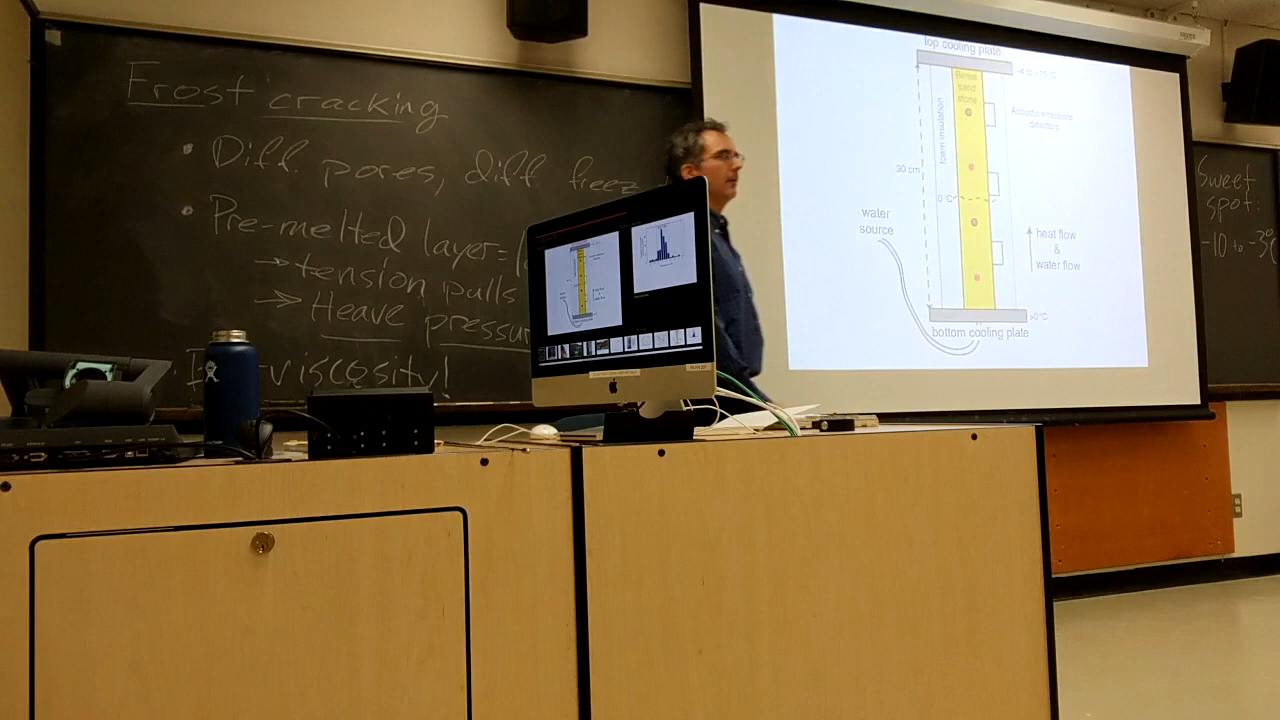 Frost cracking
• Diff. pores, diff freez
• Pre-melted layer=
→ tension pulls
→ Heave pressur
-viscosity!
top cooling plate
-4 to -15 °C
Berea
sand
stone
foam insulation
Acoustic emissions
detectors
30 cm
0°C
water
source
heat flow
&
water flow
>0°C
bottom cooling plate
Sweet
spot:
-10 to -3